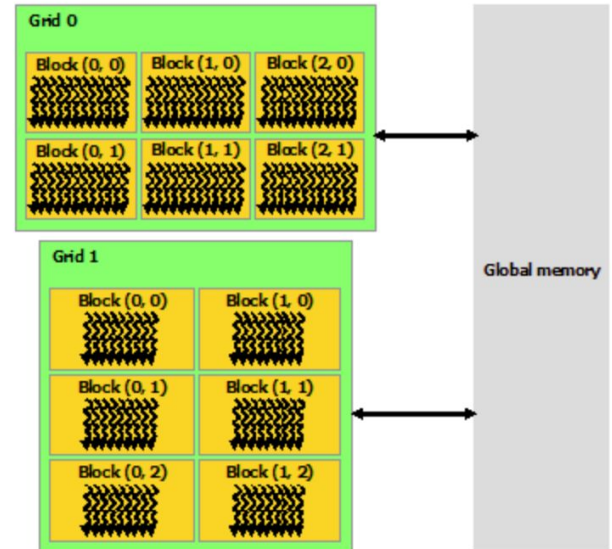 Grid 0
Block (0, 0) Block (1, 0) Block (2, 0)
Block (0, 1) Block (1, 1) Block (2, 1)
Global memory
Grid 1
Block (0, 0) Block (1, 0)
Block (0, 1) Block (1, 1)
Block (0, 2) Block (1, 2)